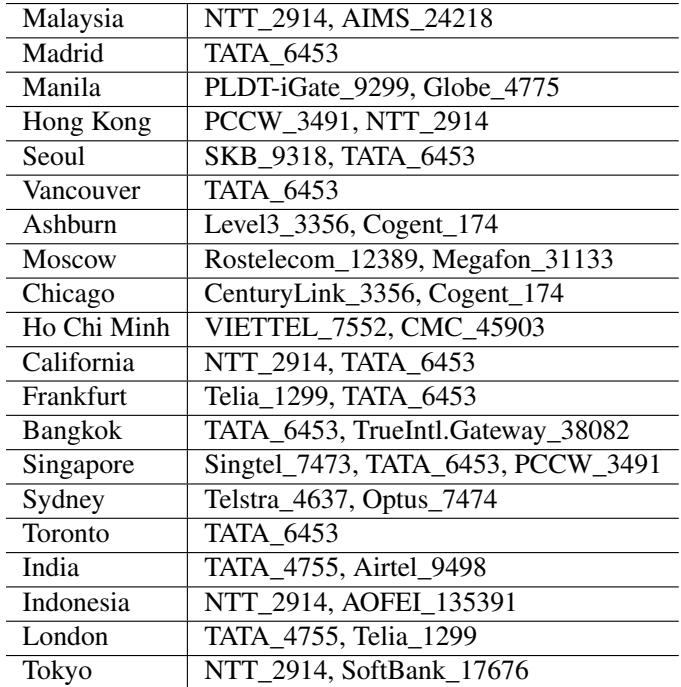 Malaysia NTT_2914, AIMS_24218
Madrid TATA_6453
Manila PLDT-iGate_9299, Globe_4775
Hong Kong PCCW_3491, NTT_2914
Seoul SKB_9318, TATA_6453
Vancouver TATA_6453
Ashburn Level3_3356, Cogent_174
Moscow Rostelecom_12389, Megafon_31133
Chicago CenturyLink_3356, Cogent_174
Ho Chi Minh VIETTEL_7552, CMC_45903
California NTT_2914, TATA_6453
Frankfurt Telia_1299, TATA_6453
Bangkok TATA_6453, TrueIntl.Gateway_38082
Singapore Singtel_7473, TATA_6453, PCCW_3491
Sydney Telstra_4637, Optus_7474
Toronto TATA_6453
India TATA_4755, Airtel_9498
Indonesia NTT_2914, AOFEI_135391
London TATA_4755, Telia_1299
Tokyo NTT_2914, SoftBank_17676